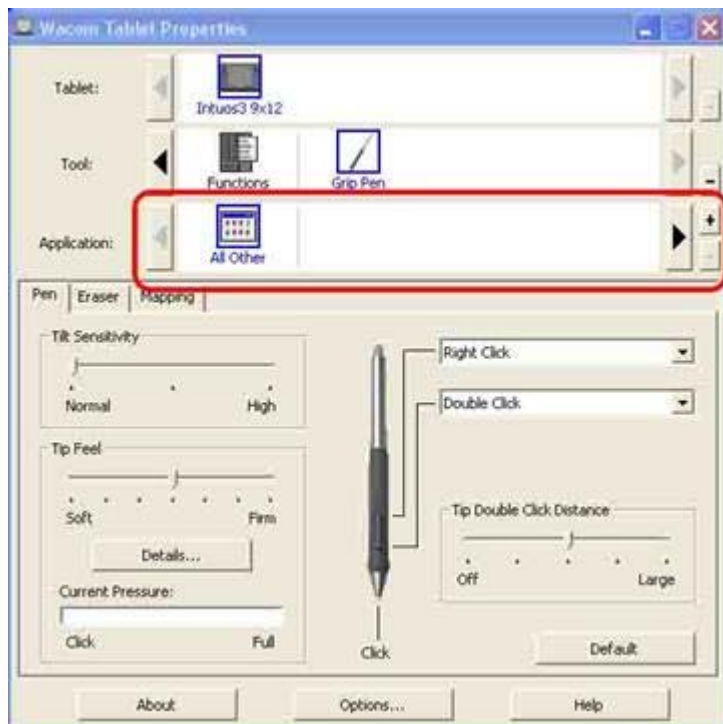 Wacom Tablet Properties
Tablet:
Intuos3 9x12
Tool:
Functions
Grip Pen
Application:
All Other
Pen
Eraser
Mapping
Tilt Sensitivity
Normal
High
Right Click
Double Click
Tip Feel
Soft
Firm
Details...
Current Pressure:
Click
Full
Click
Tip Double Click Distance
Off
Large
Default
About
Options...
Help